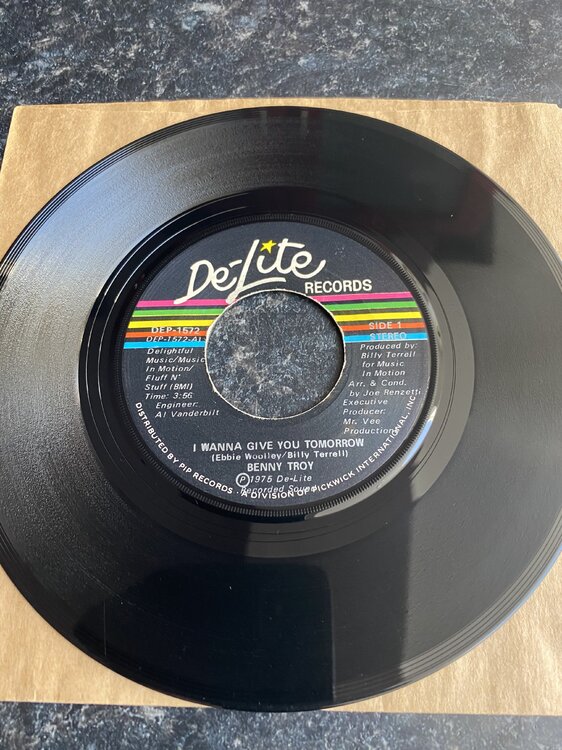 De-Lite
RECORDS
DEP-1572
DEP-1572-A
Delightful
Music/Music
In Motion/
Fluff N'
Stuff (BMI)
Time: 3:56
Engineer:
Al Vanderbilt
SIDE 1
STEREO
Produced by:
Billy Terrell
for Music
In Motion
Arr. & Cond.
by Joe Renzetti
Executive
Producer:
Mr. Vee
Productions
I WANNA GIVE YOU TOMORROW
(Ebbie Woolley/Billy Terrell)
BENNY TROY
Ⓟ1975 De-Lite
Recorded Sound
DISTRIBUTED BY PIP RECORDS · A DIVISION OF PICKWICK INTERNATIONAL, INC.